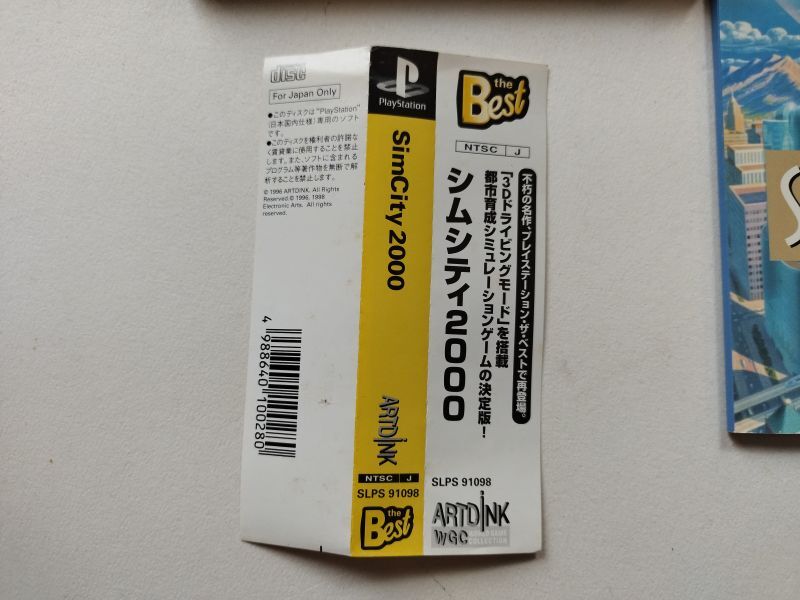 disc
For Japan Only
●このディスクは"PlayStation"
(日本国内仕様)専用のソフト
です。
●このディスクを権利者の許諾な
く賃貸業に使用することを禁止
します。また、ソフトに含まれる
プログラム等著作物を無断で解
析することを禁止します。
© 1996 ARTDINK, All Rights
Reserved.© 1996, 1998
Electronic Arts. All rights
reserved.
4 988640 100280
PlayStation
SimCity 2000
ARTDINK
NTSC J
SLPS 91098
the
Best
the
Best
NTSC J
不朽の名作、プレイステーション・ザ・ベストで再登場。
「3Dドライビングモード」を搭載
都市育成シミュレーションゲームの決定版!
シムシティ2000
SLPS 91098
ARTDINK
WGC WORLD GAME
COLLECTION
S